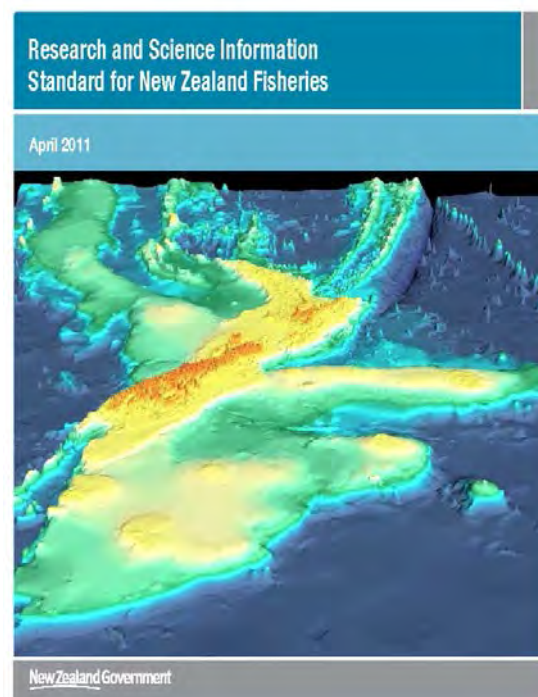 Research and Science Information
Standard for New Zealand Fisheries
April 2011
New Zealand Government